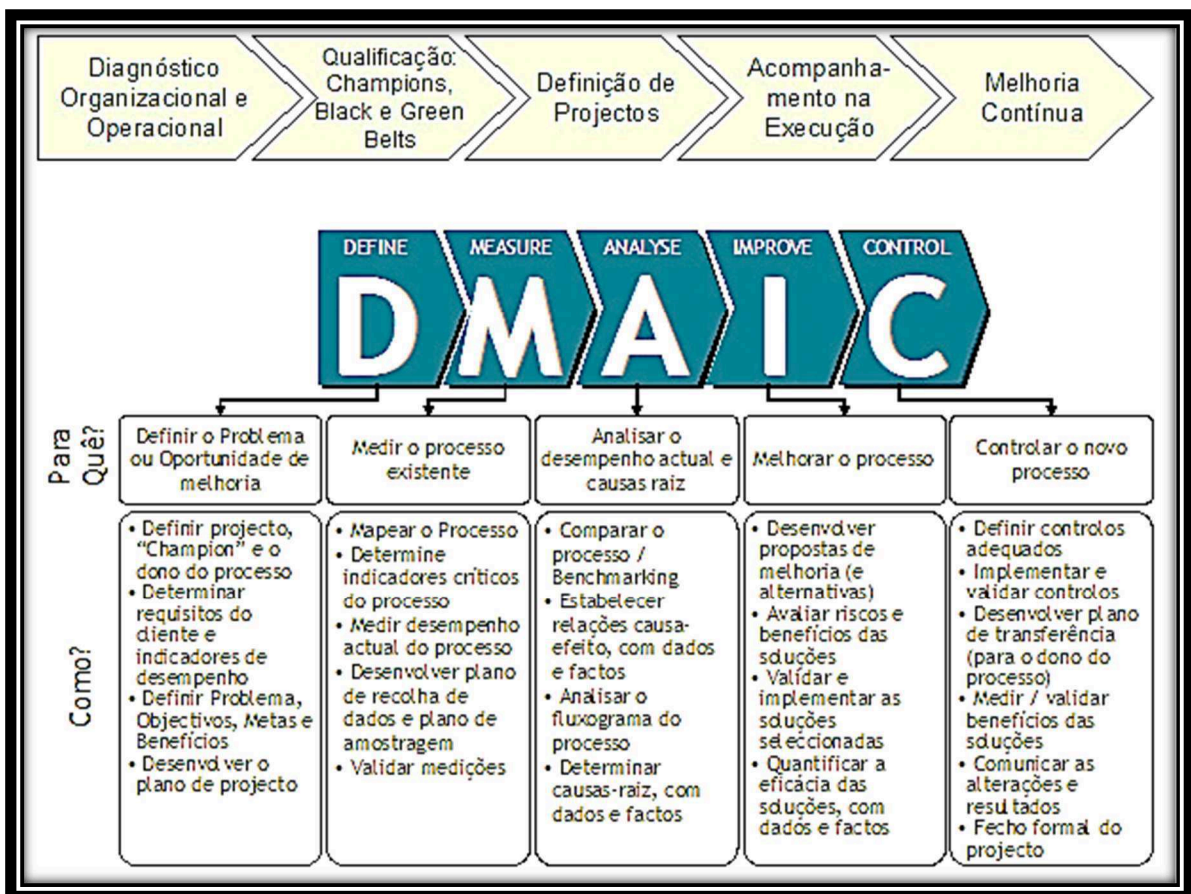 Diagnóstico
Organizacional e
Operacional
Qualificação:
Champions,
Black e Green
Belts
Definição de
Projectos
Acompanha-
mento na
Execução
Melhoria
Contínua
DEFINE
D
MEASURE
M
ANALYSE
A
IMPROVE
I
CONTROL
C
Para
Quê?
Definir o Problema
ou Oportunidade de
melhoria
Medir o processo
existente
Analisar o
desempenho actual e
causas raiz
Melhorar o processo
Controlar o novo
processo
Como?
• Definir projecto,
“Champion” e o
dono do processo
• Determinar
requisitos do
cliente e
indicadores de
desempenho
• Definir Problema,
Objectivos, Metas e
Benefícios
• Desenvolver o
plano de projecto
• Mapear o Processo
• Determine
indicadores críticos
do processo
• Medir desempenho
actual do processo
• Desenvolver plano
de recolha de
dados e plano de
amostragem
• Validar medições
• Comparar o
processo /
Benchmarking
• Estabelecer
relações causa-
efeito, com dados
e factos
• Analisar o
fluxograma do
processo
• Determinar
causas-raiz, com
dados e factos
• Desenvolver
propostas de
melhoria (e
alternativas)
• Avaliar riscos e
benefícios das
soluções
• Validar e
implementar as
soluções
seleccionadas
• Quantificar a
eficácia das
soluções, com
dados e factos
• Definir controlos
adequados
• Implementar e
validar controlos
• Desenvolver plano
de transferência
(para o dono do
processo)
• Medir / validar
benefícios das
soluções
• Comunicar as
alterações e
resultados
• Fecho formal do
projecto